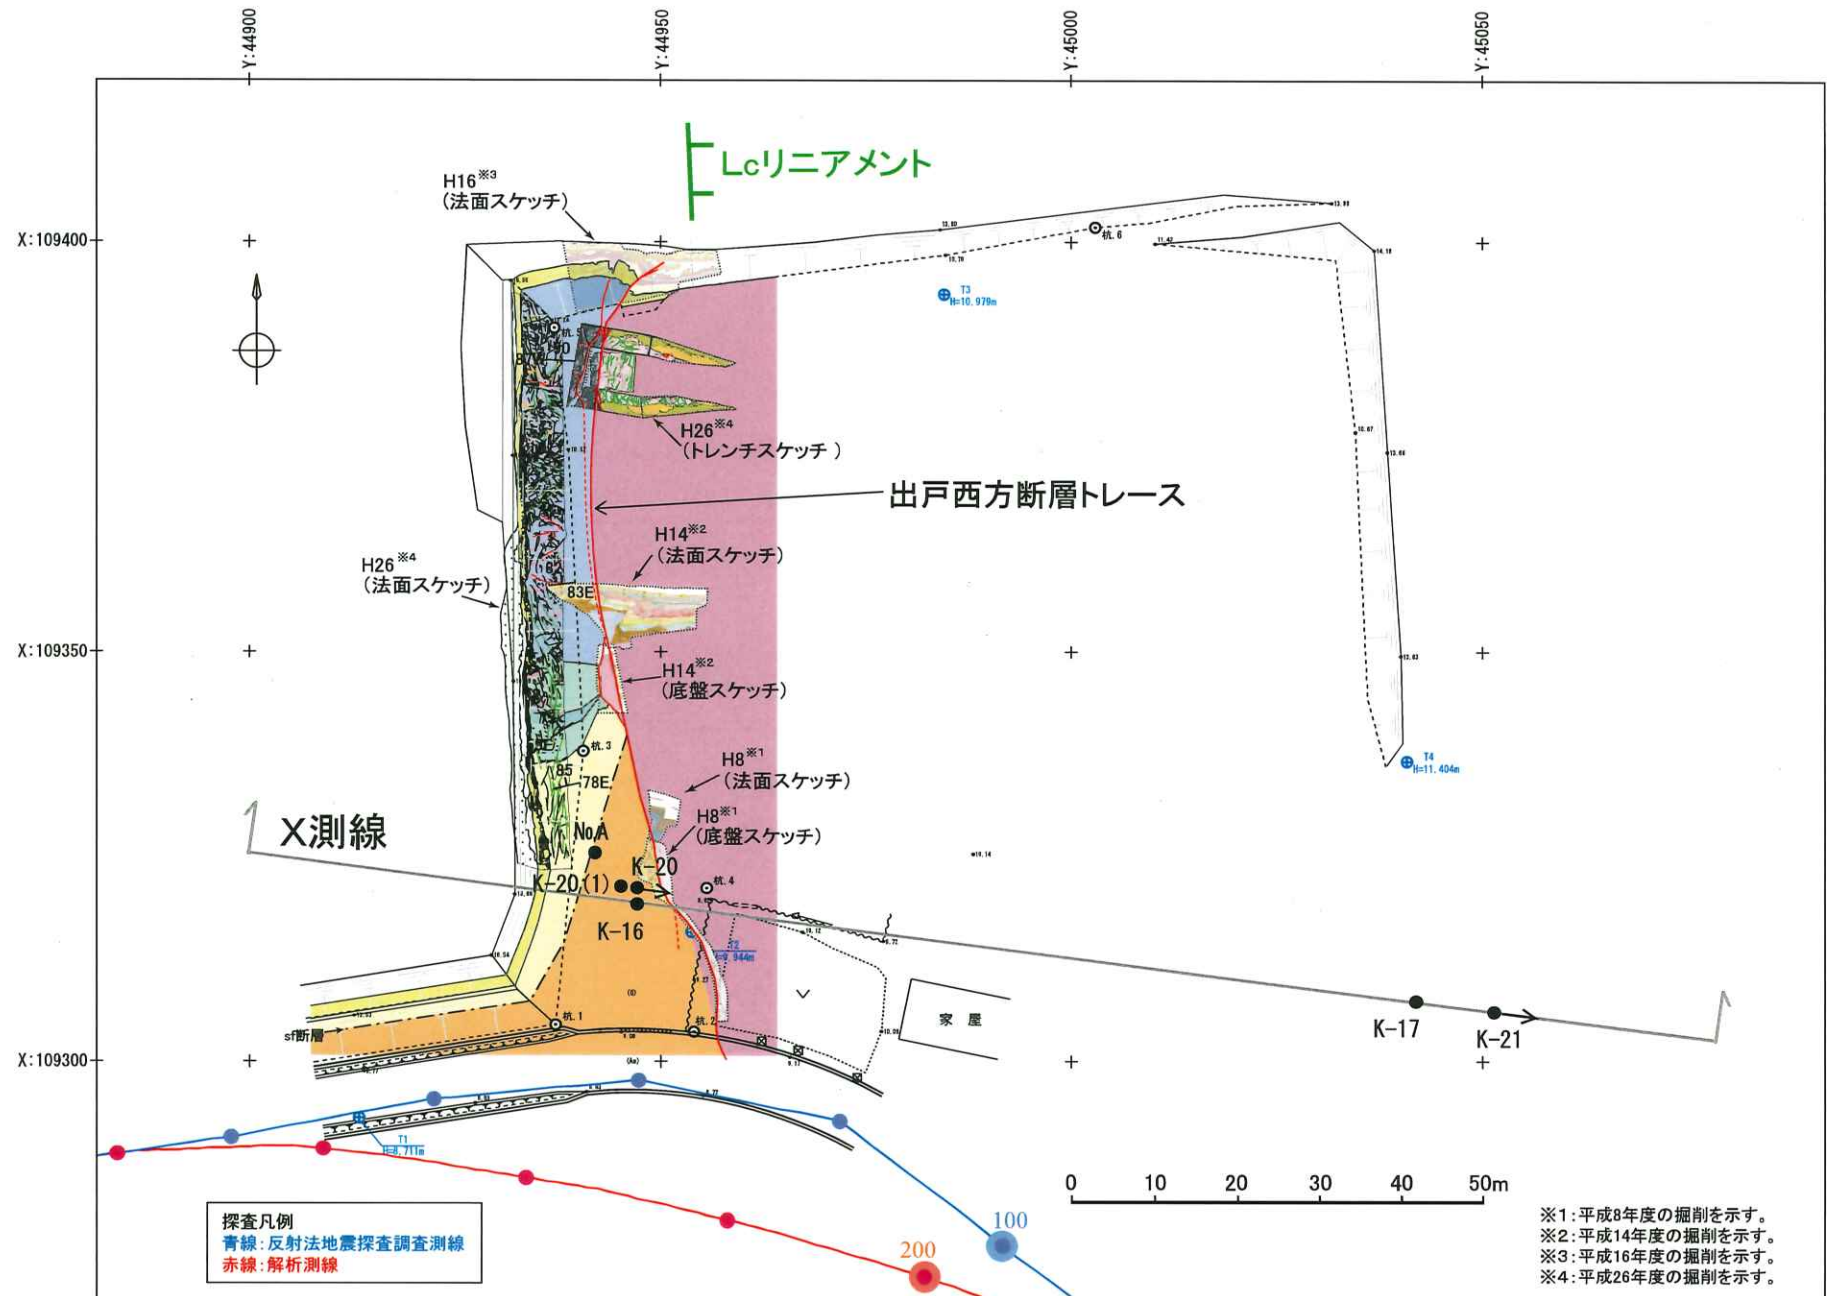 Y:44900
Y:44950
Y:45000
Y:45050
Lcリニアメント
H16※3
(法面スケッチ)
X:109400
杭.6
T3
H=10.979m
H26※4
(トレンチスケッチ)
出戸西方断層トレース
H14※2
(法面スケッチ)
H26※4
(法面スケッチ)
83E
X:109350
H14※2
(底盤スケッチ)
杭.3
H8※1
(法面スケッチ)
T4
H=11.404m
85
78E
H8※1
(底盤スケッチ)
X測線
No.A
K-20
K-20(1)
杭.4
K-16
T2
K-17
K-21
家 屋
杭.1
杭.2
sf断層
X:109300
T1
H=8.711m
0 10 20 30 40 50m
探査凡例
青線:反射法地震探査調査測線
赤線:解析測線
100
200
※1:平成8年度の掘削を示す。
※2:平成14年度の掘削を示す。
※3:平成16年度の掘削を示す。
※4:平成26年度の掘削を示す。